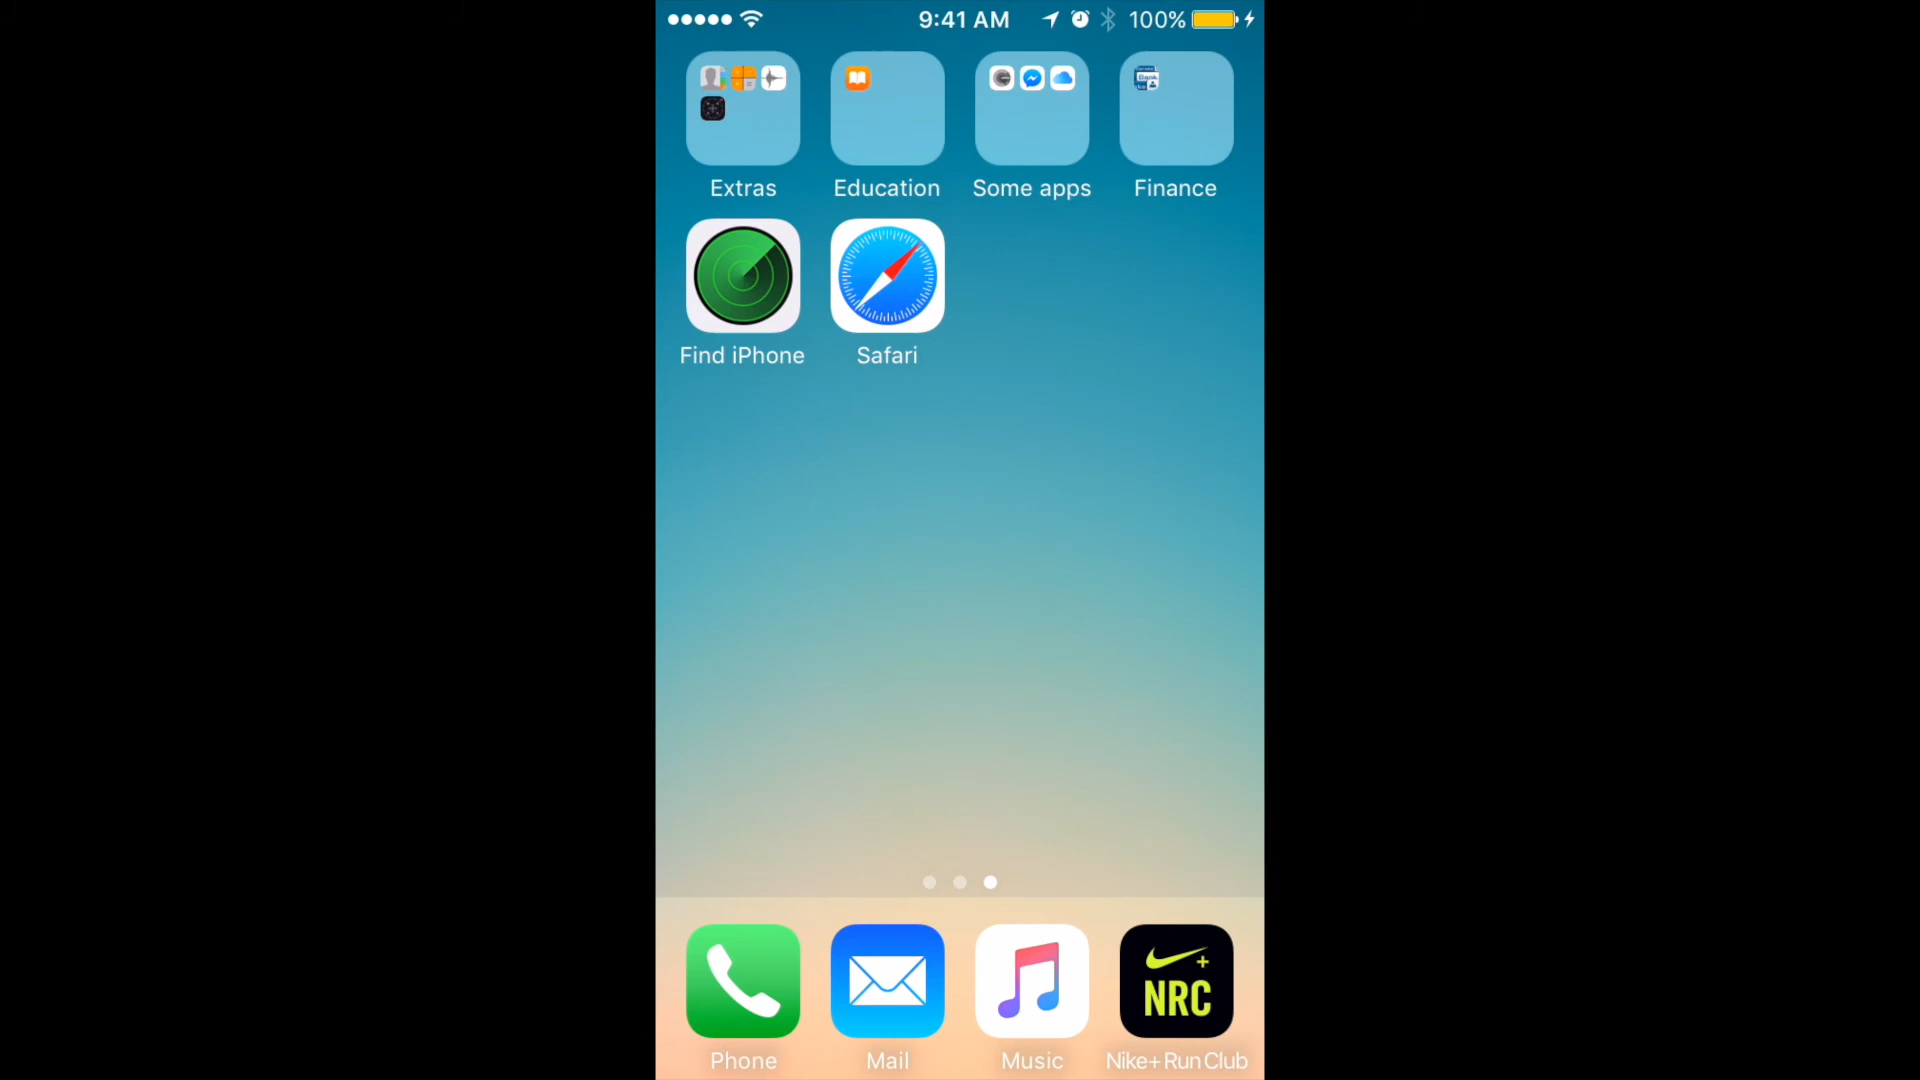 9:41 AM 100%
Extras Education Some apps Finance
Find iPhone Safari
NRC
Phone Mail Music Nike+ Run Club